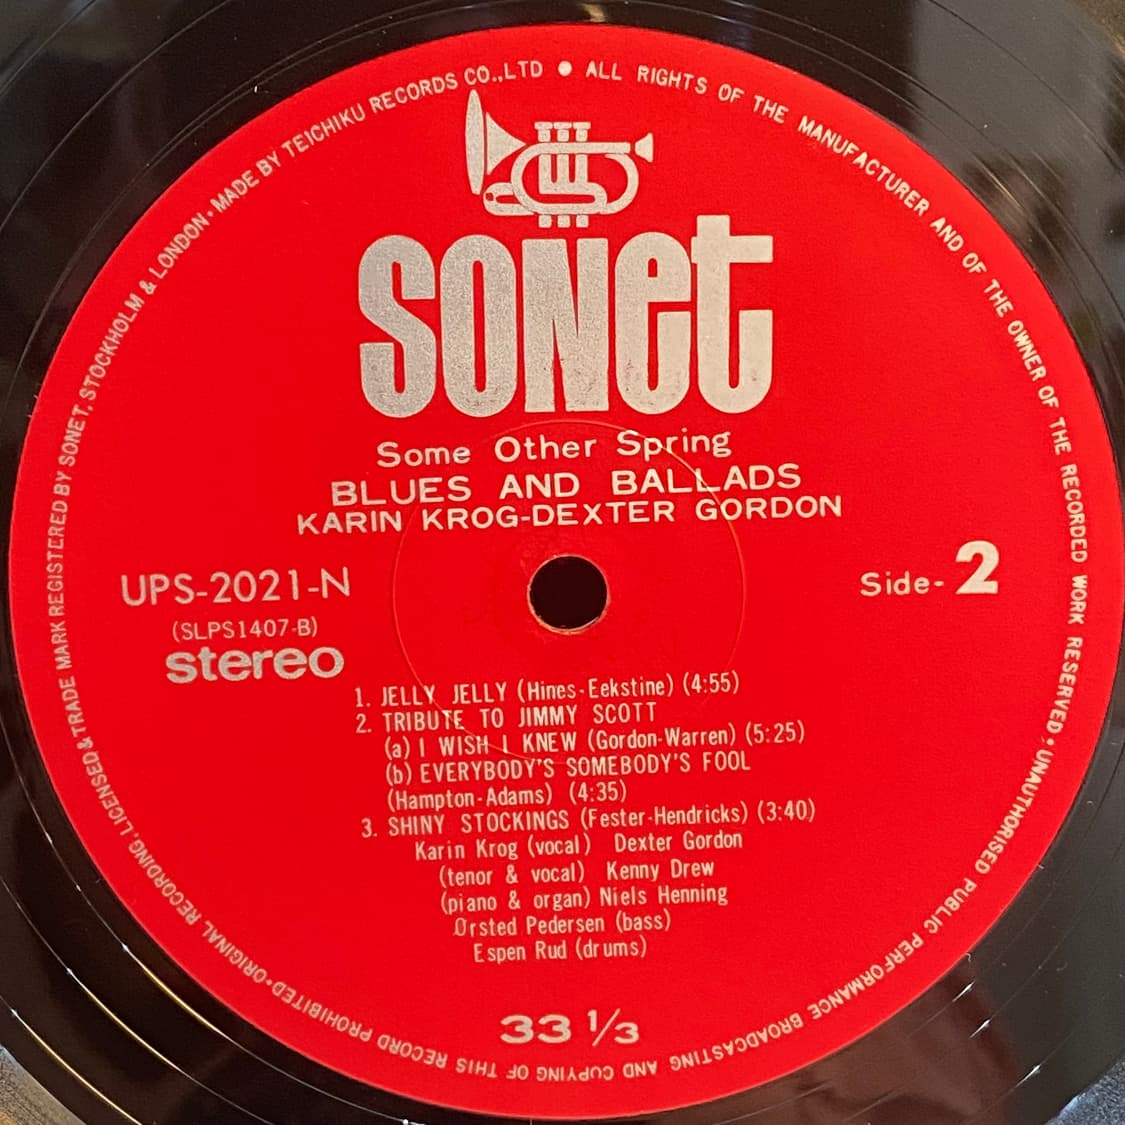 ORIGINAL RECORDING, LICENSED & TRADE MARK REGISTERED BY SONET, STOCKHOLM & LONDON • MADE BY TEICHIKU RECORDS CO.,LTD • ALL RIGHTS OF THE MANUFACTURER AND OF THE OWNER OF THE RECORDED WORK RESERVED • UNAUTHORISED PUBLIC PERFORMANCE BROADCASTING AND COPYING OF THIS RECORD PROHIBITED •
sonet
Some Other Spring
BLUES AND BALLADS
KARIN KROG-DEXTER GORDON
UPS-2021-N
Side-2
(SLPS1407-B)
stereo
1. JELLY JELLY (Hines-Eekstine) (4:55)
2. TRIBUTE TO JIMMY SCOTT
(a) I WISH I KNEW (Gordon-Warren) (5:25)
(b) EVERYBODY'S SOMEBODY'S FOOL
(Hampton-Adams) (4:35)
3. SHINY STOCKINGS (Fester-Hendricks) (3:40)
Karin Krog (vocal) Dexter Gordon
(tenor & vocal) Kenny Drew
(piano & organ) Niels Henning
Ørsted Pedersen (bass)
Espen Rud (drums)
33 1/3